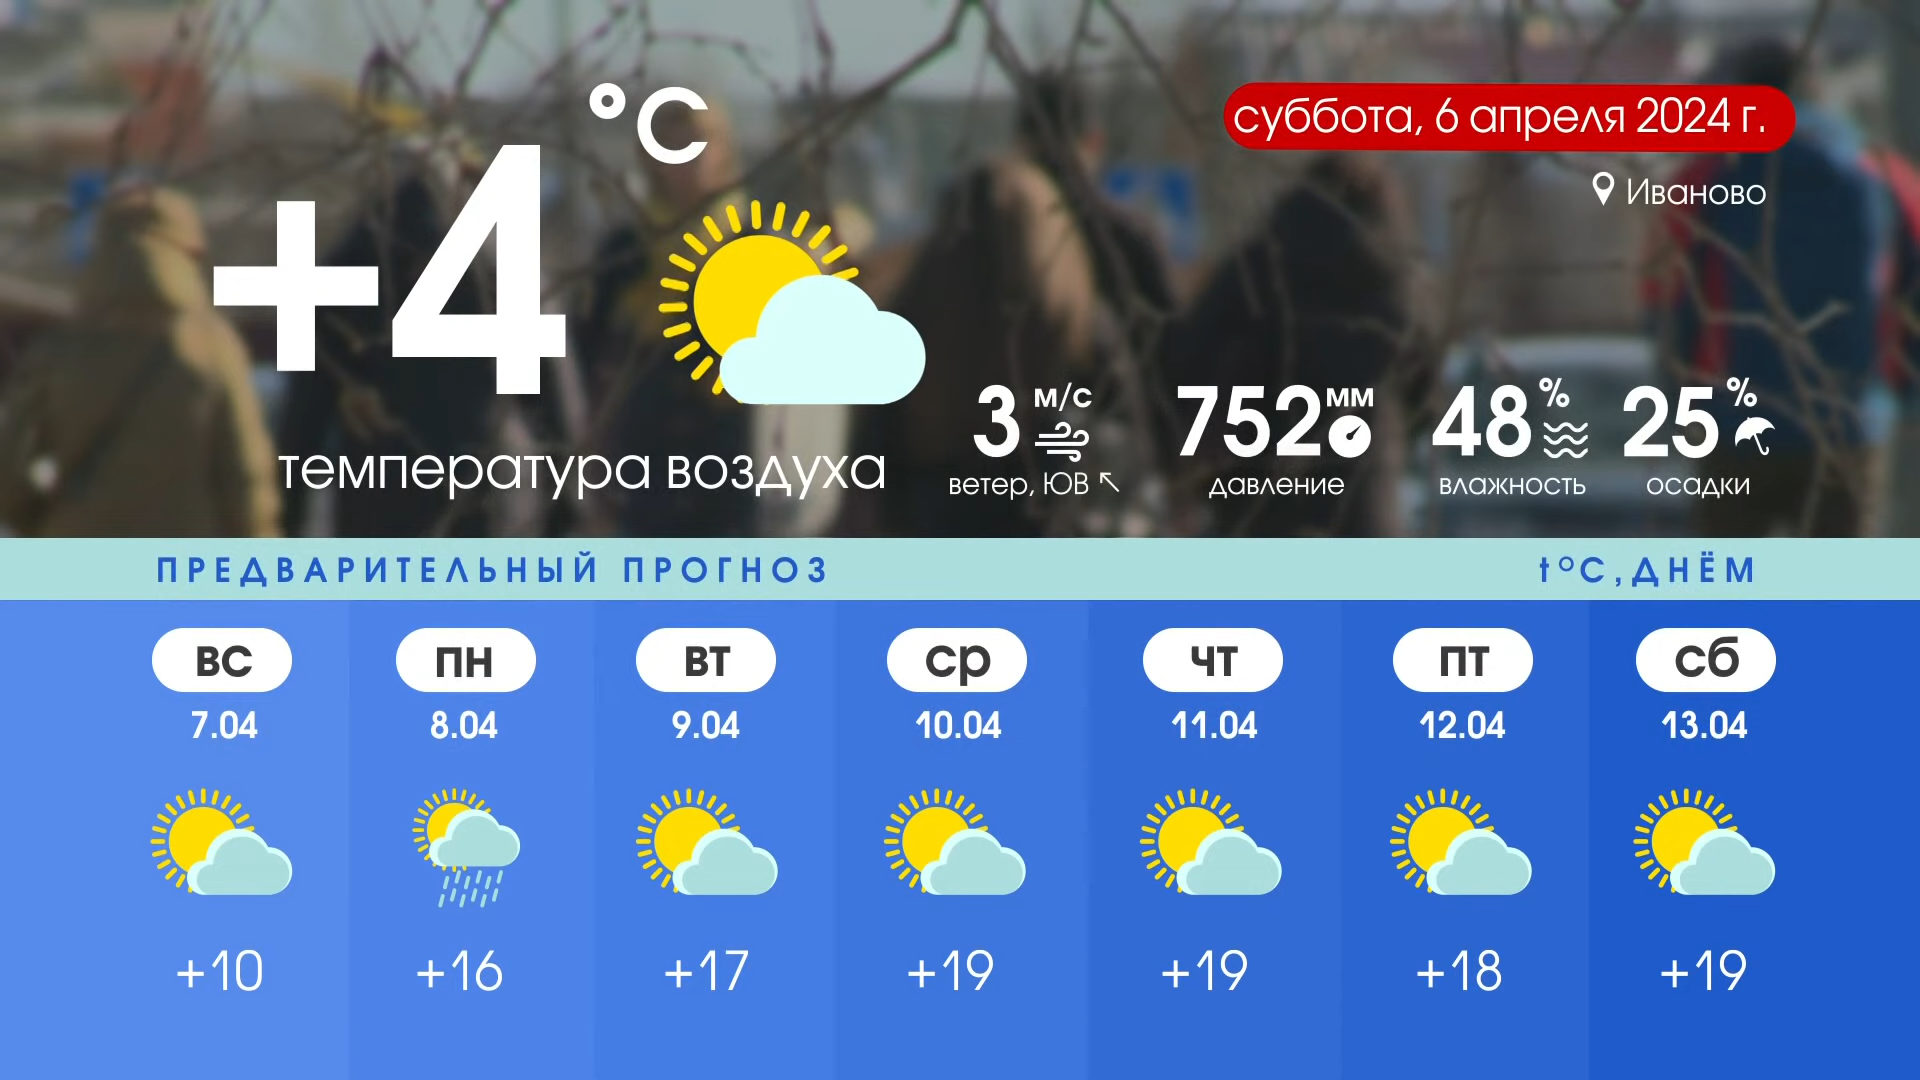 °C
+4
температура воздуха
суббота, 6 апреля 2024 г.
Иваново
3 м/с
ветер, ЮВ ↖
752 мм
давление
48 %
влажность
25 %
осадки
ПРЕДВАРИТЕЛЬНЫЙ ПРОГНОЗ
t°C, ДНЁМ
вс пн вт ср чт пт сб
7.04 8.04 9.04 10.04 11.04 12.04 13.04
+10 +16 +17 +19 +19 +18 +19